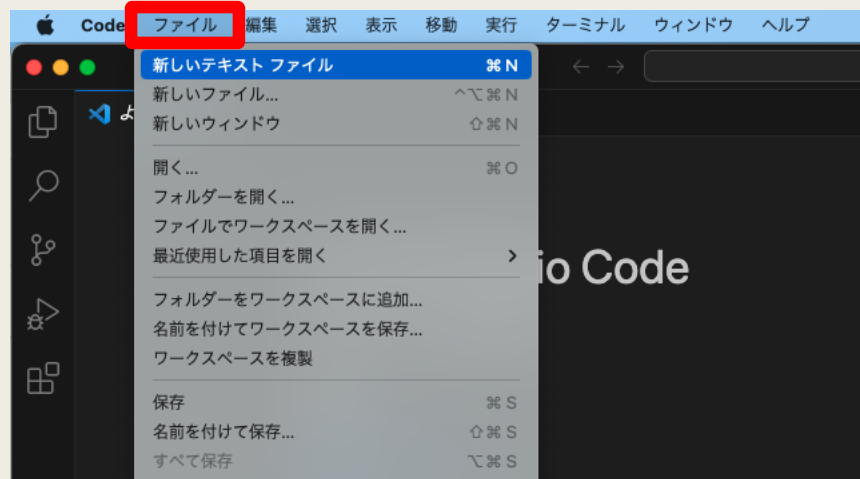 Code ファイル 編集 選択 表示 移動 実行 ターミナル ウィンドウ ヘルプ
新しいテキスト ファイル ⌘ N
新しいファイル... ^⌥⌘ N
新しいウィンドウ ⇧⌘ N
よ
開く... ⌘ O
フォルダーを開く...
ファイルでワークスペースを開く...
最近使用した項目を開く
io Code
フォルダーをワークスペースに追加...
名前を付けてワークスペースを保存...
ワークスペースを複製
保存 ⌘ S
名前を付けて保存... ⇧⌘ S
すべて保存 ⌥⌘ S